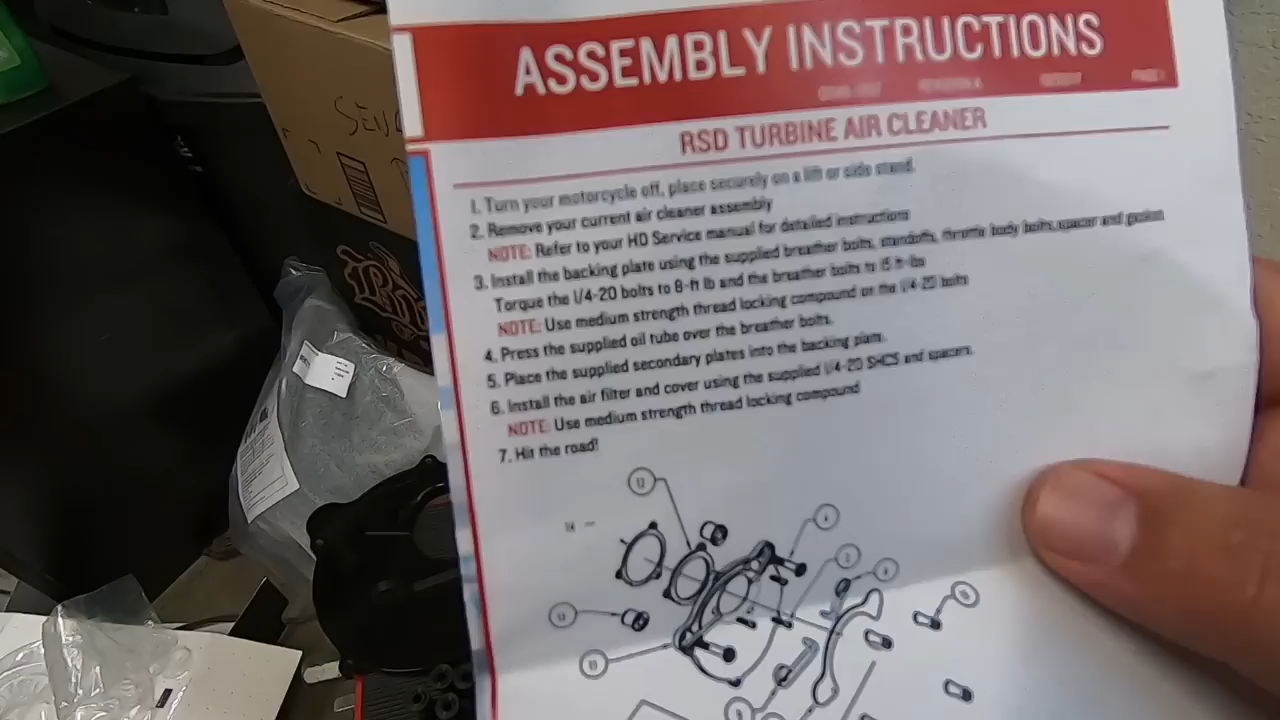 ASSEMBLY INSTRUCTIONS
RSD TURBINE AIR CLEANER
1. Turn your motorcycle off, place securely on a lift or side stand.
2. Remove your current air cleaner assembly
NOTE: Refer to your HD Service manual for detailed instructions
3. Install the backing plate using the supplied breather bolts, standoffs, throttle body bolts, spacer and gasket
Torque the 1/4-20 bolts to 8-ft lb and the breather bolts to 15 ft-lbs
NOTE: Use medium strength thread locking compound on the 1/4-20 bolts
4. Press the supplied oil tube over the breather bolts.
5. Place the supplied secondary plates into the backing plate.
6. Install the air filter and cover using the supplied 1/4-20 SHCS and spacers.
NOTE: Use medium strength thread locking compound
7. Hit the road!